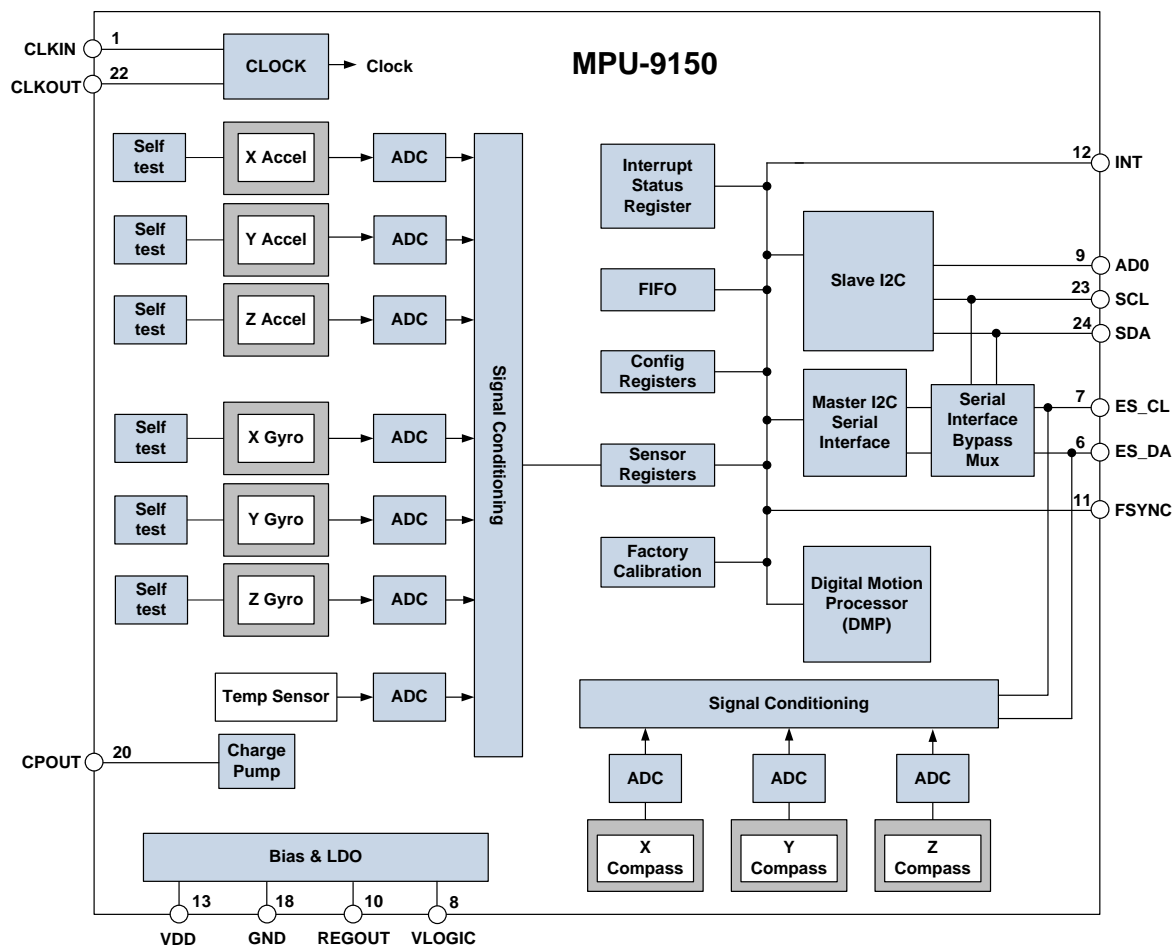 MPU-9150
CLKIN
1
CLKOUT
22
CLOCK
Clock
Self
test
X Accel
ADC
Self
test
Y Accel
ADC
Self
test
Z Accel
ADC
Self
test
X Gyro
ADC
Self
test
Y Gyro
ADC
Self
test
Z Gyro
ADC
Temp Sensor
ADC
Signal Conditioning
CPOUT
20
Charge
Pump
Bias & LDO
13
18
10
8
VDD
GND
REGOUT
VLOGIC
Interrupt
Status
Register
FIFO
Config
Registers
Sensor
Registers
Factory
Calibration
Slave I2C
Master I2C
Serial
Interface
Serial
Interface
Bypass
Mux
Digital Motion
Processor
(DMP)
12
INT
9
AD0
23
SCL
24
SDA
7
ES_CL
6
ES_DA
11
FSYNC
Signal Conditioning
ADC
ADC
ADC
X
Compass
Y
Compass
Z
Compass